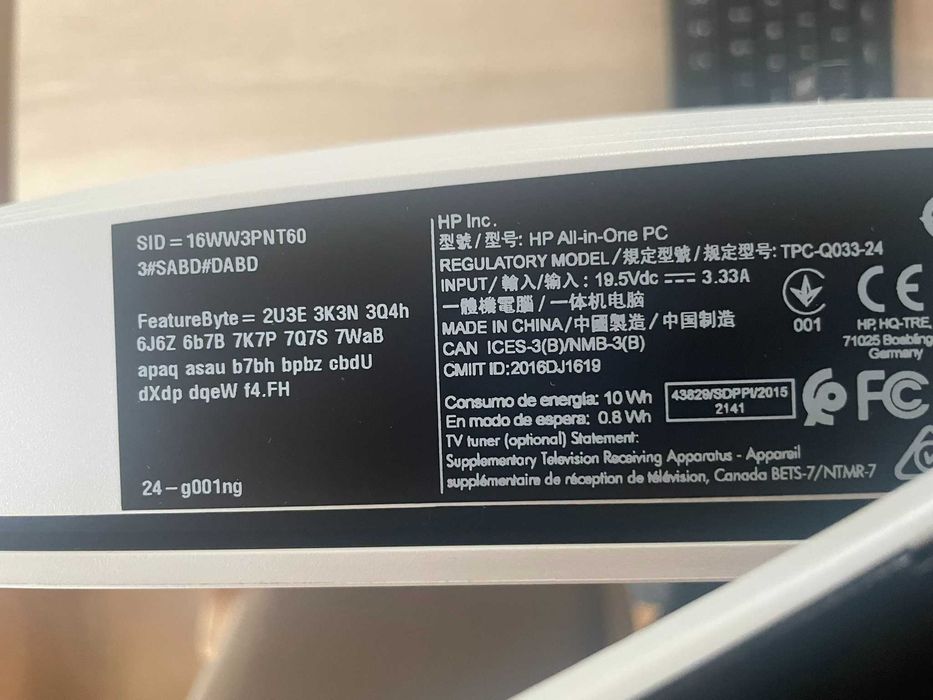 SID = 16WW3PNT60
3#SABD#DABD
FeatureByte = 2U3E 3K3N 3Q4h
6J6Z 6b7B 7K7P 7Q7S 7WaB
apaq asau b7bh bpbz cbdU
dXdp dqeW f4.FH
24-g001ng
HP Inc.
型號/型号: HP All-in-One PC
REGULATORY MODEL/規定型號/规定型号: TPC-Q033-24
INPUT/輸入/输入: 19.5Vdc ⎓ 3.33A
一體機電腦 / 一体机电脑
MADE IN CHINA/中國製造/中国制造
CAN ICES-3(B)/NMB-3(B)
CMIIT ID:2016DJ1619
Consumo de energía: 10 Wh
En modo de espera: 0.8 Wh
TV tuner (optional) Statement:
Supplementary Television Receiving Apparatus - Appareil
supplémentaire de réception de télévision, Canada BETS-7/NTMR-7
43829/SDPPI/2015
2141
001
CE
HP, HQ-TRE,
71025
Germany
FC